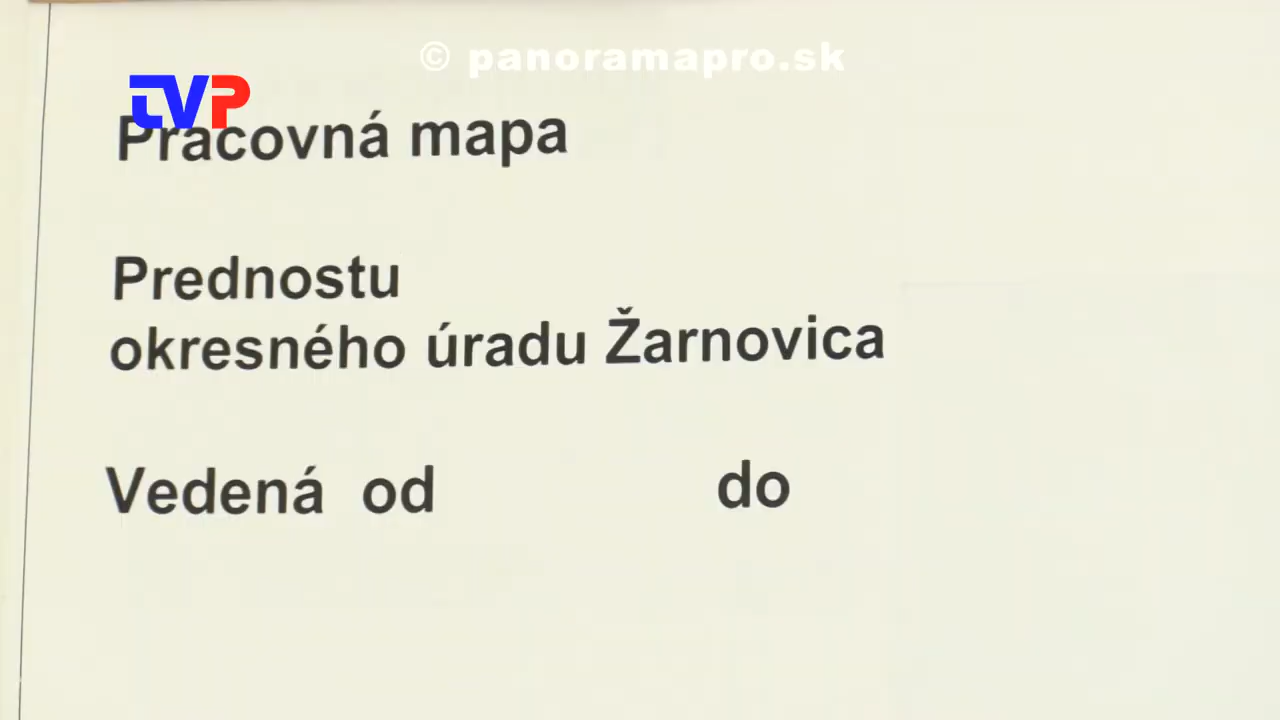 © panoramapro.sk
TVP
Pracovná mapa
Prednostu
okresného úradu Žarnovica
Vedená od do